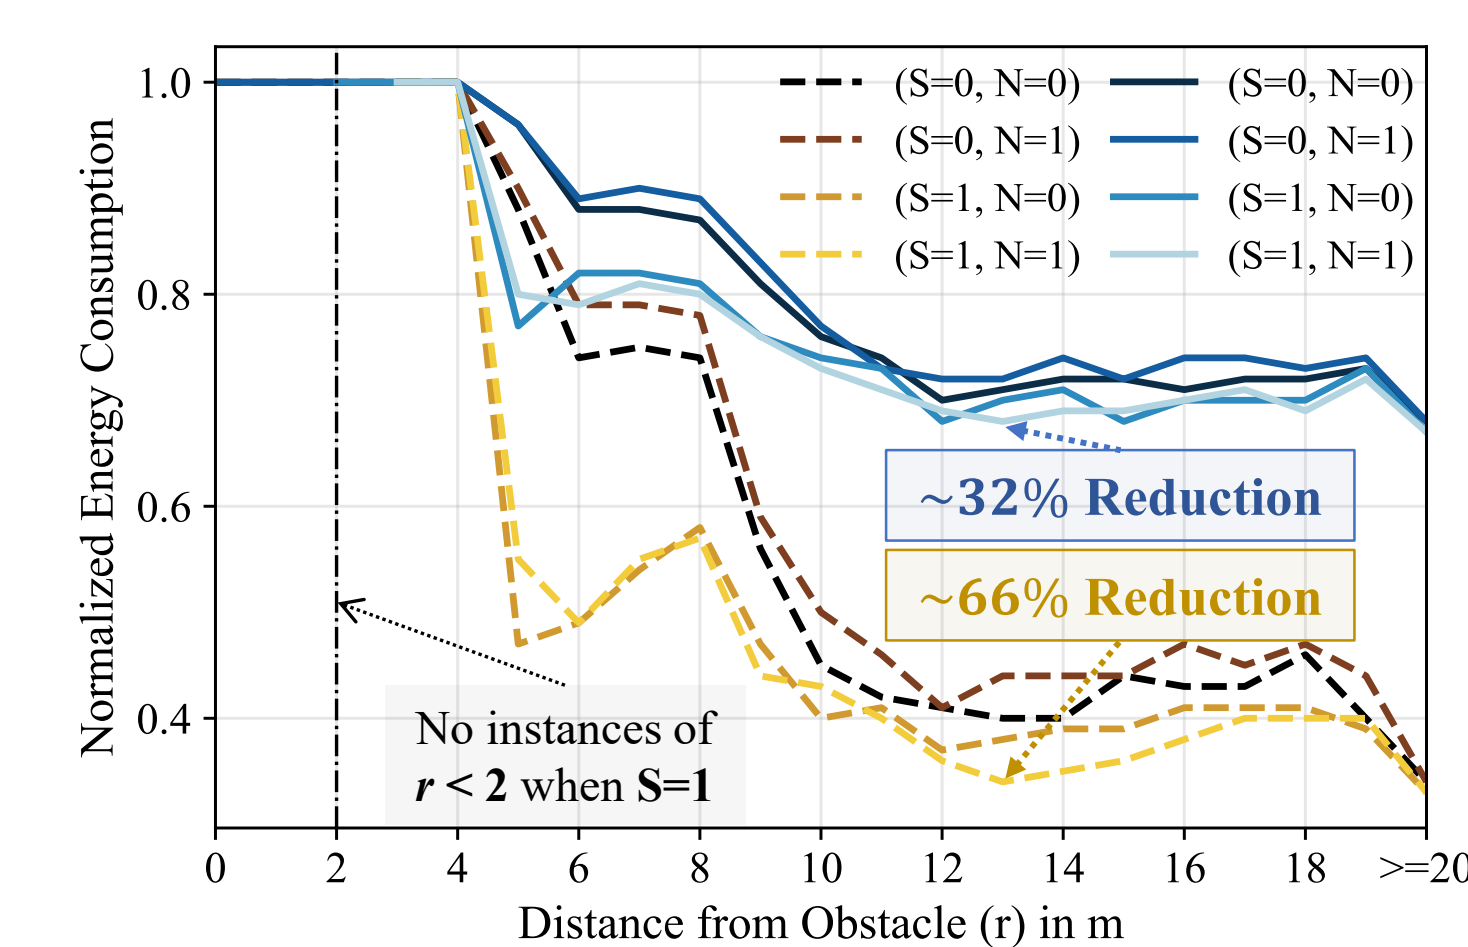 Normalized Energy Consumption
1.0
0.8
0.6
0.4
(S=0, N=0)
(S=0, N=1)
(S=1, N=0)
(S=1, N=1)
(S=0, N=0)
(S=0, N=1)
(S=1, N=0)
(S=1, N=1)
~32% Reduction
~66% Reduction
No instances of
r < 2 when S=1
0 2 4 6 8 10 12 14 16 18 >=20
Distance from Obstacle (r) in m